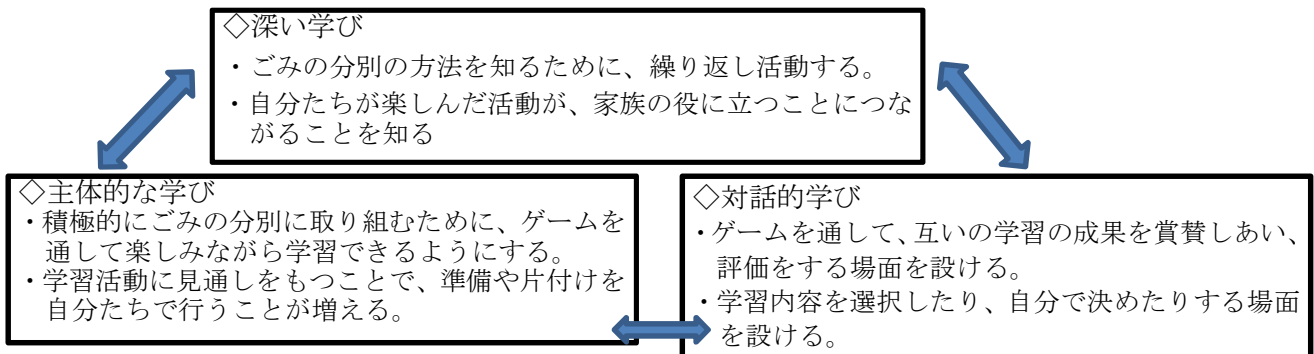 ◇深い学び
・ごみの分別の方法を知るために、繰り返し活動する。
・自分たちが楽しんだ活動が、家族の役に立つことにつな
がることを知る
◇主体的な学び
・積極的にごみの分別に取り組むために、ゲームを
通して楽しみながら学習できるようにする。
・学習活動に見通しをもつことで、準備や片付けを
自分たちで行うことが増える。
◇対話的学び
・ゲームを通して、互いの学習の成果を賞賛しあい、
評価をする場面を設ける。
・学習内容を選択したり、自分で決めたりする場面
を設ける。